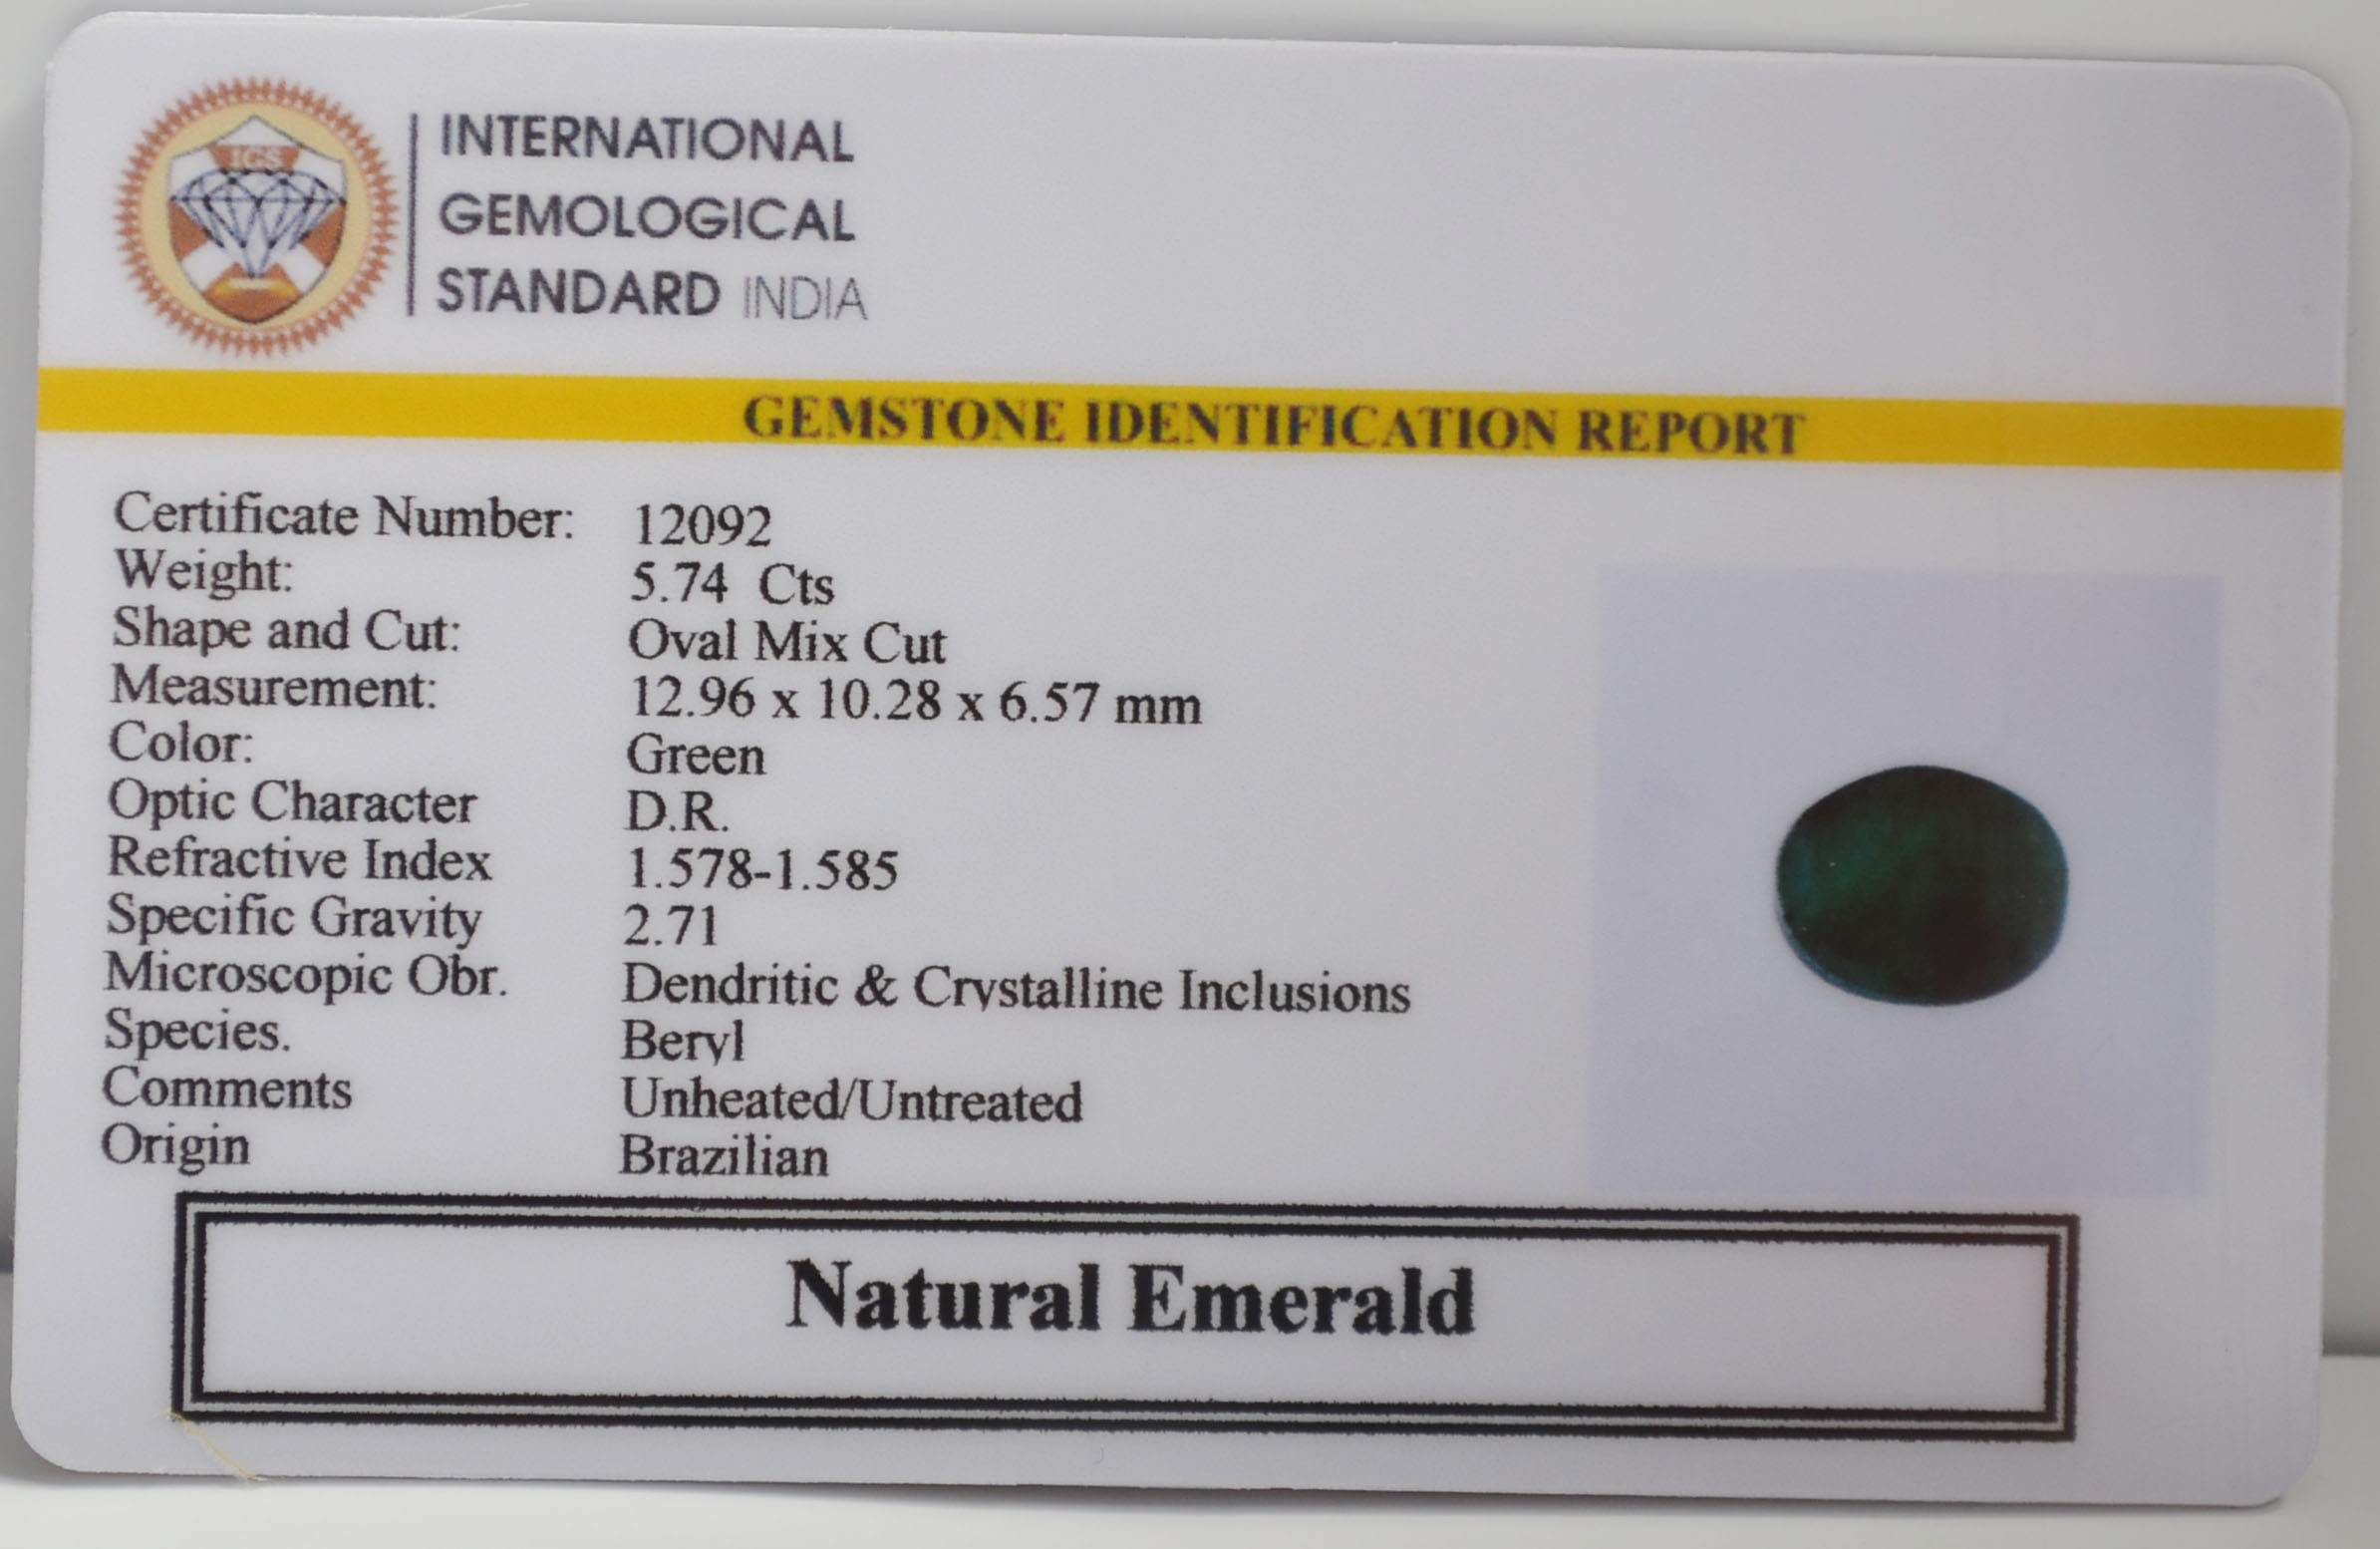 IGS
INTERNATIONAL
GEMOLOGICAL
STANDARD INDIA
GEMSTONE IDENTIFICATION REPORT
Certificate Number: 12092
Weight: 5.74 Cts
Shape and Cut: Oval Mix Cut
Measurement: 12.96 x 10.28 x 6.57 mm
Color: Green
Optic Character D.R.
Refractive Index 1.578-1.585
Specific Gravity 2.71
Microscopic Obr. Dendritic & Crystalline Inclusions
Species. Beryl
Comments Unheated/Untreated
Origin Brazilian
Natural Emerald